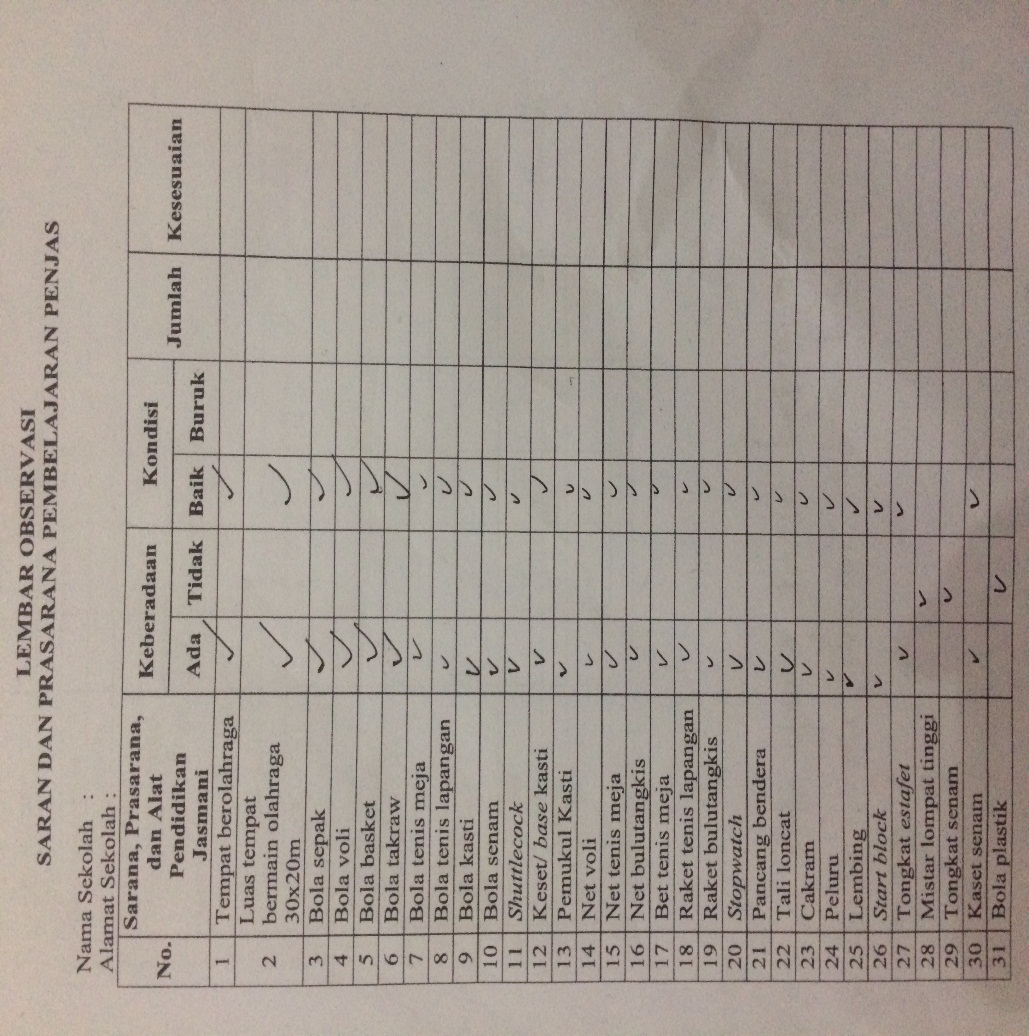 LEMBAR OBSERVASI
SARAN DAN PRASARANA PEMBELAJARAN PENJAS
Nama Sekolah :
Alamat Sekolah :
No. Sarana, Prasarana, dan Alat Pendidikan Jasmani Keberadaan Kondisi Jumlah Kesesuaian
Ada Tidak Baik Buruk
1 Tempat berolahraga ✓ ✓
2 Luas tempat
bermain olahraga ✓ ✓
30x20m
3 Bola sepak ✓ ✓
4 Bola voli ✓ ✓
5 Bola basket ✓ ✓
6 Bola takraw ✓ ✓
7 Bola tenis meja ✓ ✓
8 Bola tenis lapangan ✓ ✓
9 Bola kasti ✓ ✓
10 Bola senam ✓ ✓
11 Shuttlecock ✓ ✓
12 Keset/ base kasti ✓ ✓
13 Pemukul Kasti ✓ ✓
14 Net voli ✓ ✓
15 Net tenis meja ✓ ✓
16 Net bulutangkis ✓ ✓
17 Bet tenis meja ✓ ✓
18 Raket tenis lapangan ✓ ✓
19 Raket bulutangkis ✓ ✓
20 Stopwatch ✓ ✓
21 Pancang bendera ✓ ✓
22 Tali loncat ✓ ✓
23 Cakram ✓ ✓
24 Peluru ✓ ✓
25 Lembing ✓ ✓
26 Start block ✓ ✓
27 Tongkat estafet ✓ ✓
28 Mistar lompat tinggi ✓
29 Tongkat senam ✓
30 Kaset senam ✓ ✓
31 Bola plastik ✓